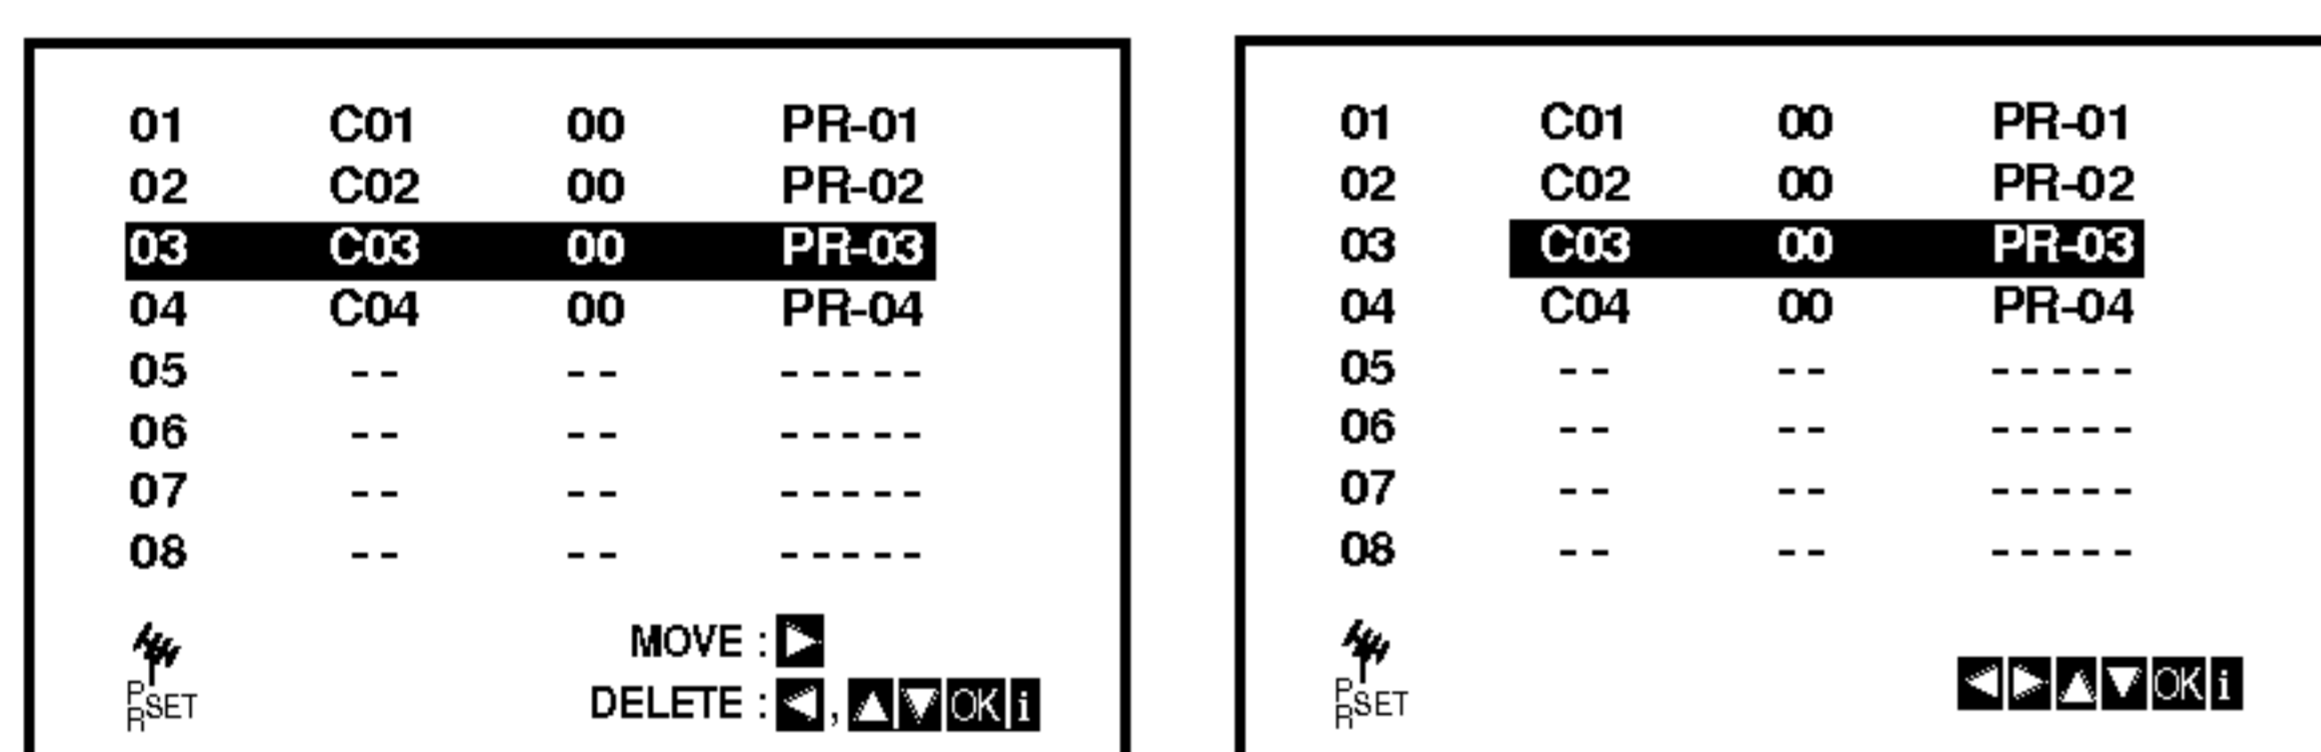 01 C01 00 PR-01
02 C02 00 PR-02
03 C03 00 PR-03
04 C04 00 PR-04
05 -- -- -----
06 -- -- -----
07 -- -- -----
08 -- -- -----
MOVE : ▷
DELETE : ◁, △ ▽ OK i
PR SET
01 C01 00 PR-01
02 C02 00 PR-02
03 C03 00 PR-03
04 C04 00 PR-04
05 -- -- -----
06 -- -- -----
07 -- -- -----
08 -- -- -----
◁ ▷ △ ▽ OK i
PR SET